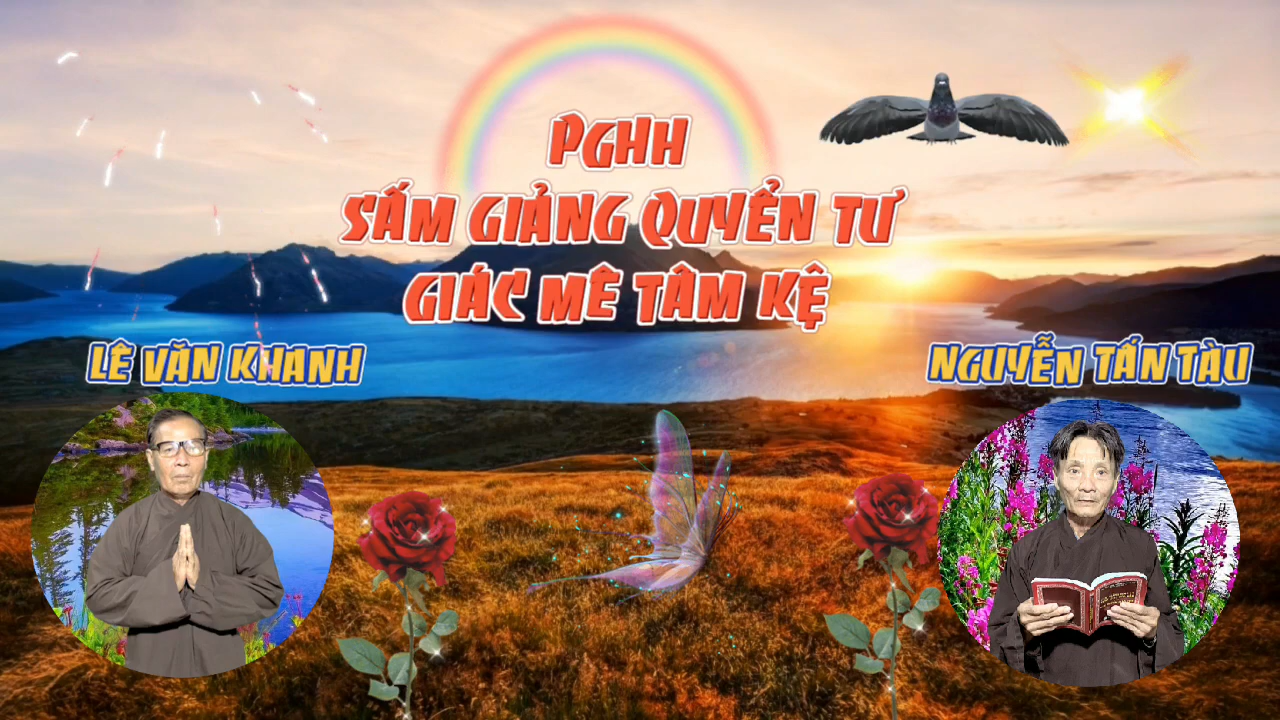 PGHH
SẤM GIẢNG QUYỂN TƯ
GIÁC MÊ TÂM KỆ
LÊ VĂN KHANH
NGUYỄN TẤN TÀU